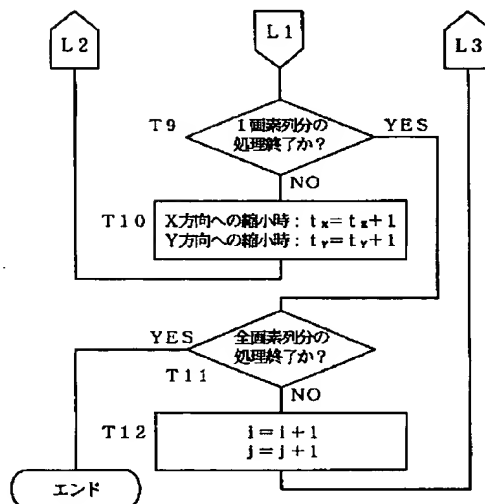 L2
L1
L3
T9
1画素列分の
処理終了か?
YES
NO
T10
X方向への縮小時：tx＝tx＋1
Y方向への縮小時：tY＝tY＋1
YES
全画素列分の
処理終了か?
T11
NO
T12
i＝i＋1
j＝j＋1
エンド